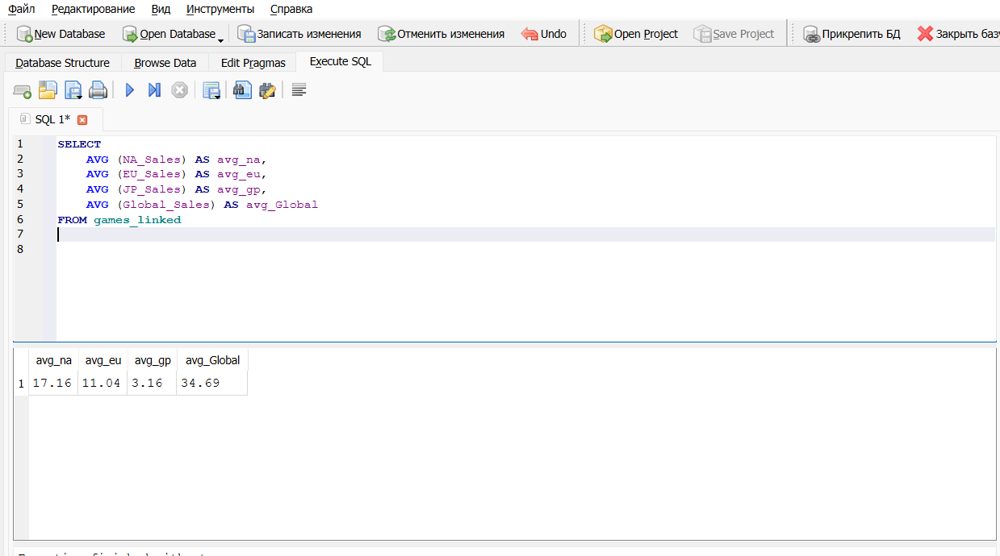 Файл Редактирование Вид Инструменты Справка
New Database Open Database Записать изменения Отменить изменения Undo Open Project Save Project Прикрепить БД Закрыть
Database Structure Browse Data Edit Pragmas Execute SQL
SQL 1*
1 SELECT
2 AVG (NA_Sales) AS avg_na,
3 AVG (EU_Sales) AS avg_eu,
4 AVG (JP_Sales) AS avg_gp,
5 AVG (Global_Sales) AS avg_Global
6 FROM games_linked
7
8
avg_na avg_eu avg_gp avg_Global
1 17.16 11.04 3.16 34.69